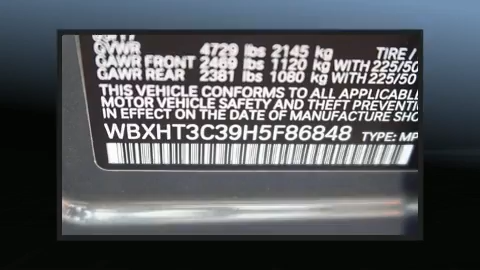 GVWR 4729 lbs 2145 kg TIRE /
GAWR FRONT 2469 lbs 1120 kg WITH 225/50
GAWR REAR 2381 lbs 1080 kg WITH 225/50
THIS VEHICLE CONFORMS TO ALL APPLICABLE
MOTOR VEHICLE SAFETY AND THEFT PREVENTI
IN EFFECT ON THE DATE OF MANUFACTURE SHO
WBXHT3C39H5F86848 TYPE: MP